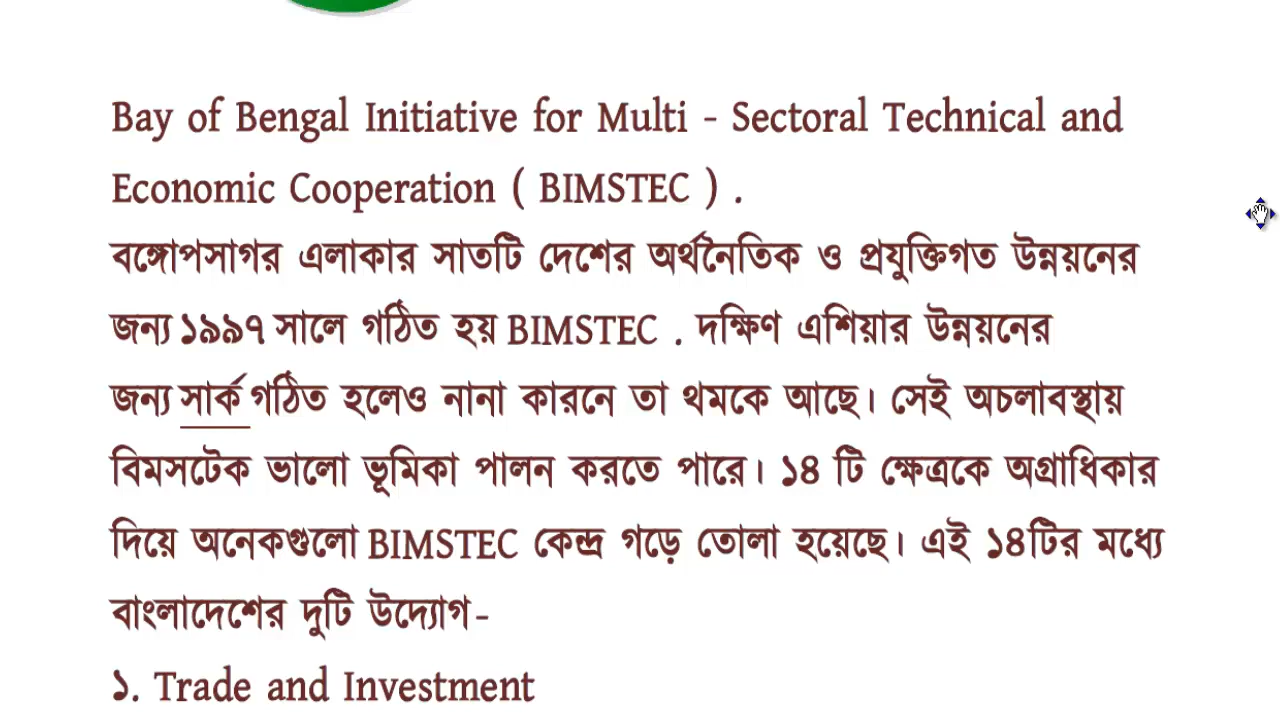 Bay of Bengal Initiative for Multi - Sectoral Technical and
Economic Cooperation ( BIMSTEC ) .
বঙ্গোপসাগর এলাকার সাতটি দেশের অর্থনৈতিক ও প্রযুক্তিগত উন্নয়নের
জন্য ১৯৯৭ সালে গঠিত হয় BIMSTEC . দক্ষিণ এশিয়ার উন্নয়নের
জন্য সার্ক গঠিত হলেও নানা কারনে তা থমকে আছে। সেই অচলাবস্থায়
বিমসটেক ভালো ভূমিকা পালন করতে পারে। ১৪ টি ক্ষেত্রকে অগ্রাধিকার
দিয়ে অনেকগুলো BIMSTEC কেন্দ্র গড়ে তোলা হয়েছে। এই ১৪টির মধ্যে
বাংলাদেশের দুটি উদ্যোগ-
১. Trade and Investment